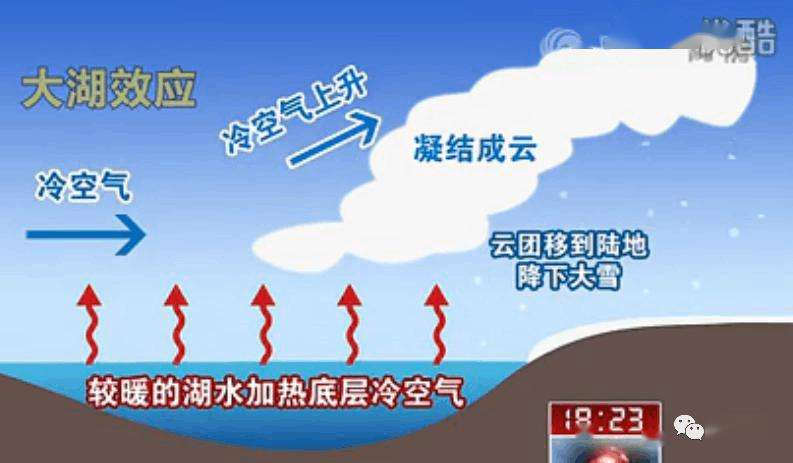 优酷
大湖效应
冷空气上升
凝结成云
冷空气
云团移到陆地
降下大雪
较暖的湖水加热底层冷空气
18:23